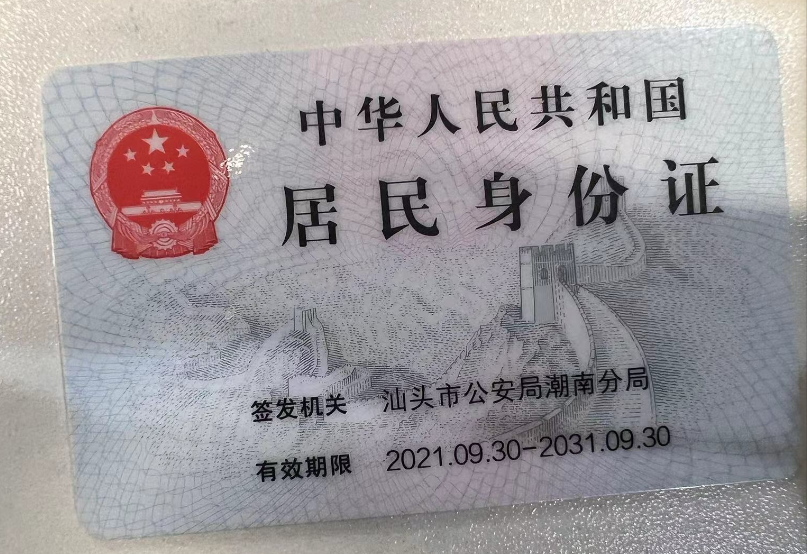 中华人民共和国
居民身份证
签发机关 汕头市公安局潮南分局
有效期限 2021.09.30-2031.09.30